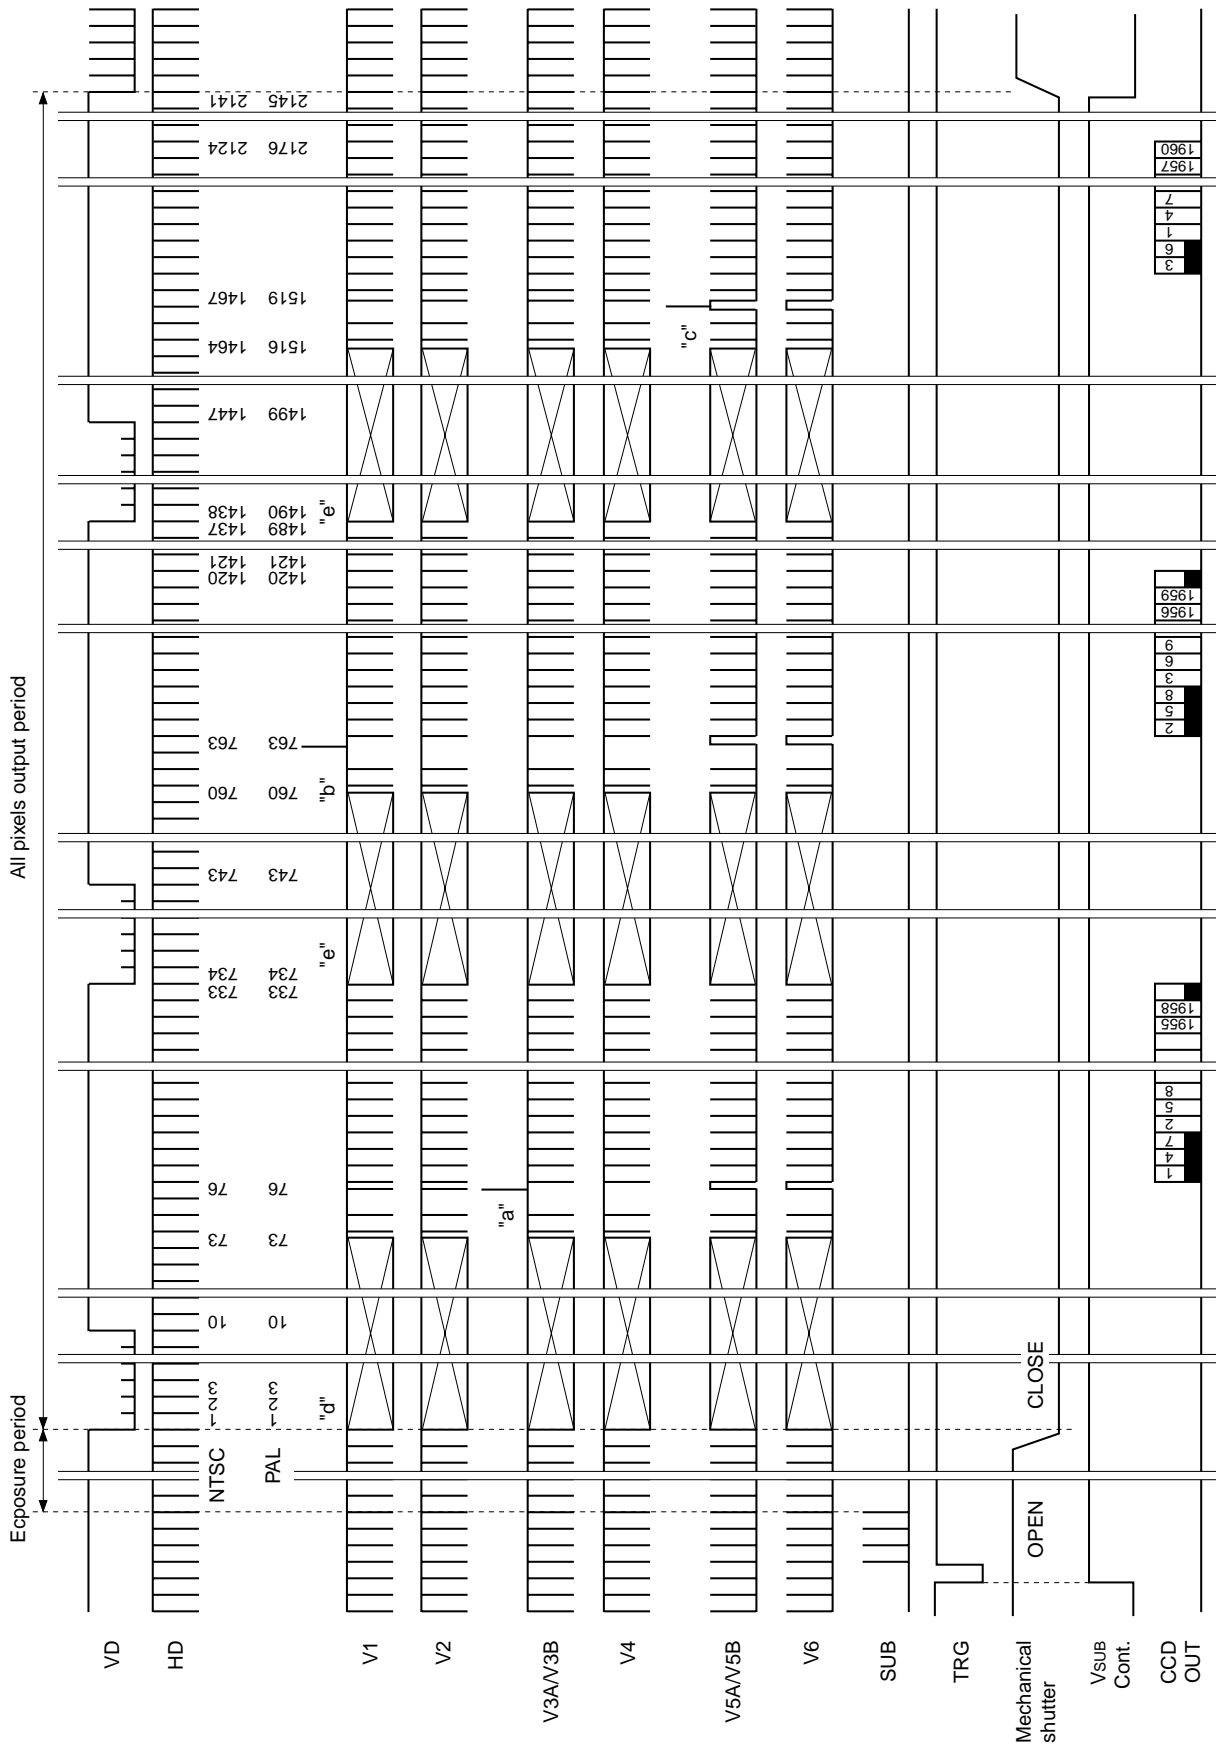 Ecposure period
All pixels output period
VD
HD
NTSC
1
2
3
10
73
76
733
734
743
760
763
1420
1421
1437
1438
1447
1464
1467
2124
2141
PAL
1
2
3
10
73
76
733
734
743
760
763
1420
1421
1489
1490
1499
1516
1519
2176
2145
"d"
"e"
"b"
"e"
V1
V2
"a"
V3A/V3B
V4
"c"
V5A/V5B
V6
SUB
TRG
Mechanical
shutter
OPEN
CLOSE
VSUB
Cont.
CCD
OUT
1
4
7
2
5
8
1955
1958
2
5
8
3
6
9
1956
1959
3
6
1
4
7
1957
1960